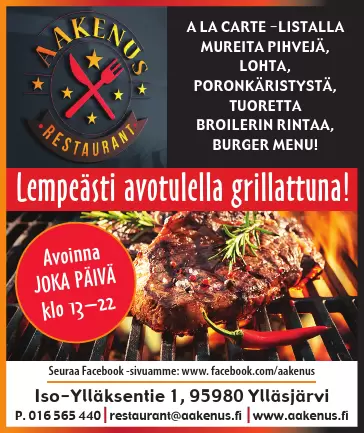 AAKENUS
RESTAURANT
A LA CARTE -LISTALLA
MUREITA PIHVEJÄ,
LOHTA,
PORONKÄRISTYSTÄ,
TUORETTA
BROILERIN RINTAA,
BURGER MENU!
Lempeästi avotulella grillattuna!
Avoinna
JOKA PÄIVÄ
klo 13–22
Seuraa Facebook -sivuamme: www. facebook.com/aakenus
Iso-Ylläksentie 1, 95980 Ylläsjärvi
P. 016 565 440 | restaurant@aakenus.fi | www.aakenus.fi